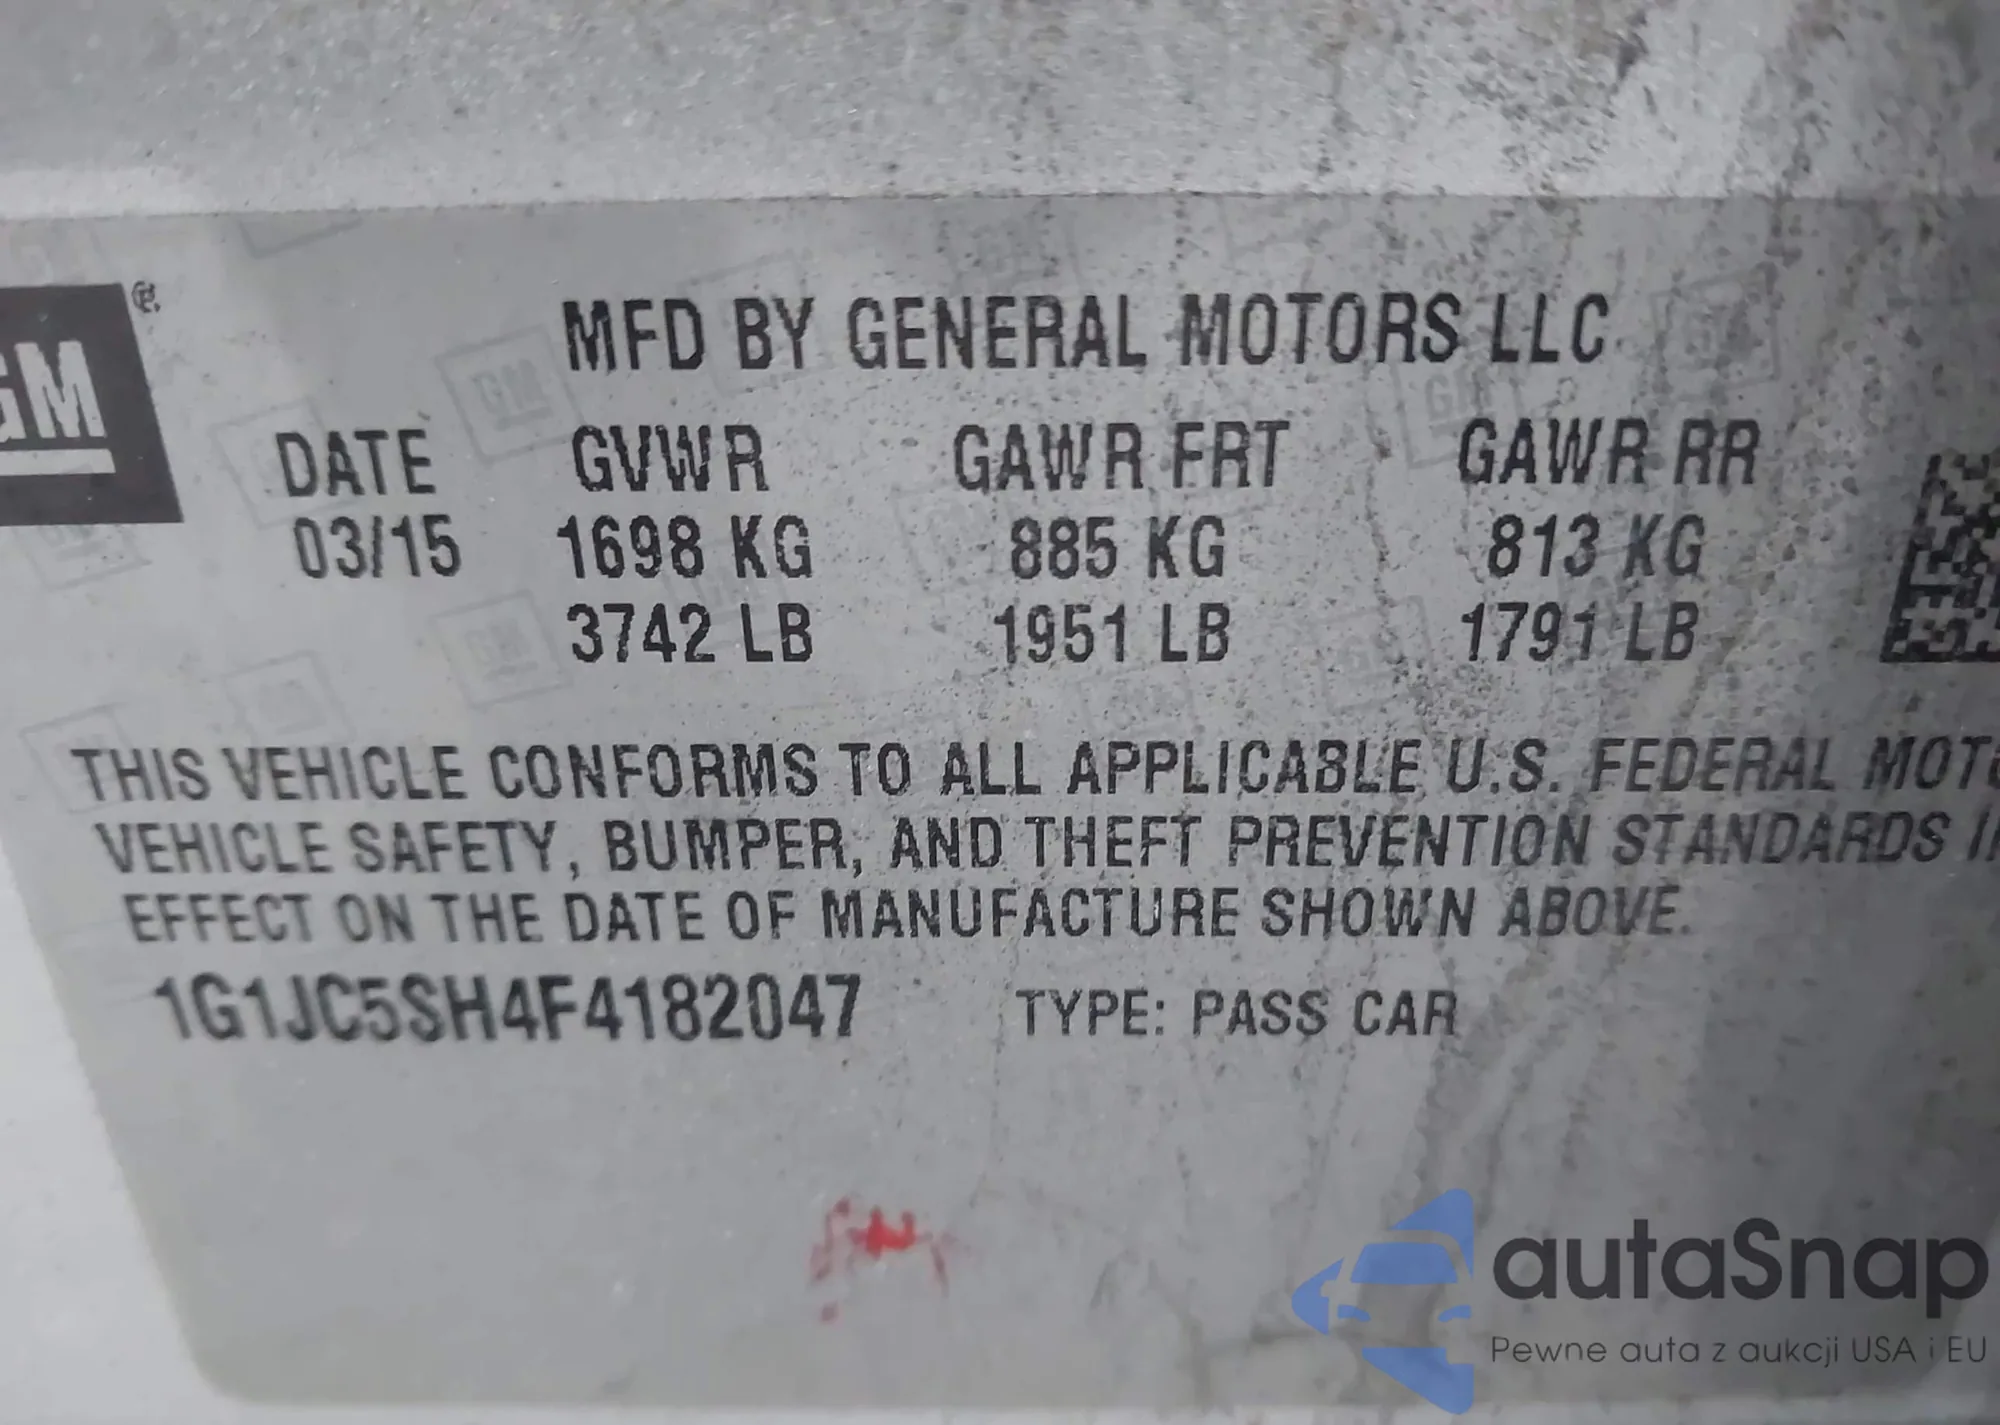 GM
MFD BY GENERAL MOTORS LLC
DATE GVWR GAWR FRT GAWR RR
03/15 1698 KG 885 KG 813 KG
3742 LB 1951 LB 1791 LB
THIS VEHICLE CONFORMS TO ALL APPLICABLE U.S. FEDERAL MOTO
VEHICLE SAFETY, BUMPER, AND THEFT PREVENTION STANDARDS IN
EFFECT ON THE DATE OF MANUFACTURE SHOWN ABOVE.
1G1JC5SH4F4182047 TYPE: PASS CAR
autaSnap
Pewne auta z aukcji USA i EU